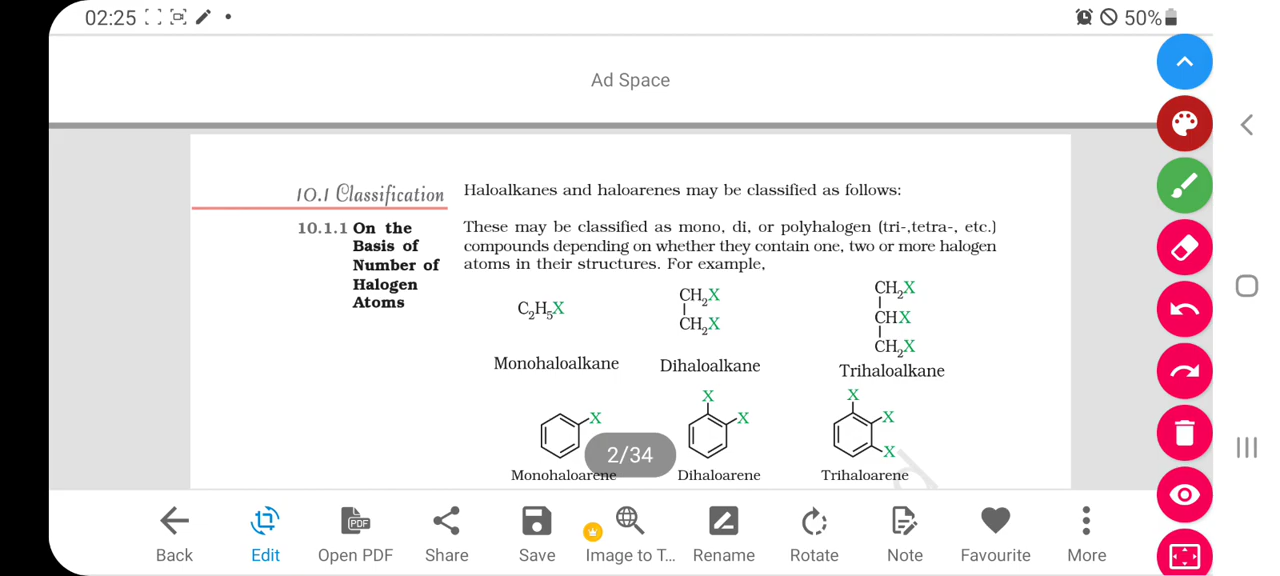 02:25
50%
Ad Space
10.1 Classification
Haloalkanes and haloarenes may be classified as follows:
10.1.1 On the Basis of Number of Halogen Atoms
These may be classified as mono, di, or polyhalogen (tri-,tetra-, etc.)
compounds depending on whether they contain one, two or more halogen
atoms in their structures. For example,
C₂H₅X
CH₂X
CH₂X
CH₂X
CHX
CH₂X
Monohaloalkane
Dihaloalkane
Trihaloalkane
X
X
X
X
X
X
2/34
Monohaloarene
Dihaloarene
Trihaloarene
Back
Edit
PDF
Open PDF
Share
Save
Image to T...
Rename
Rotate
Note
Favourite
More